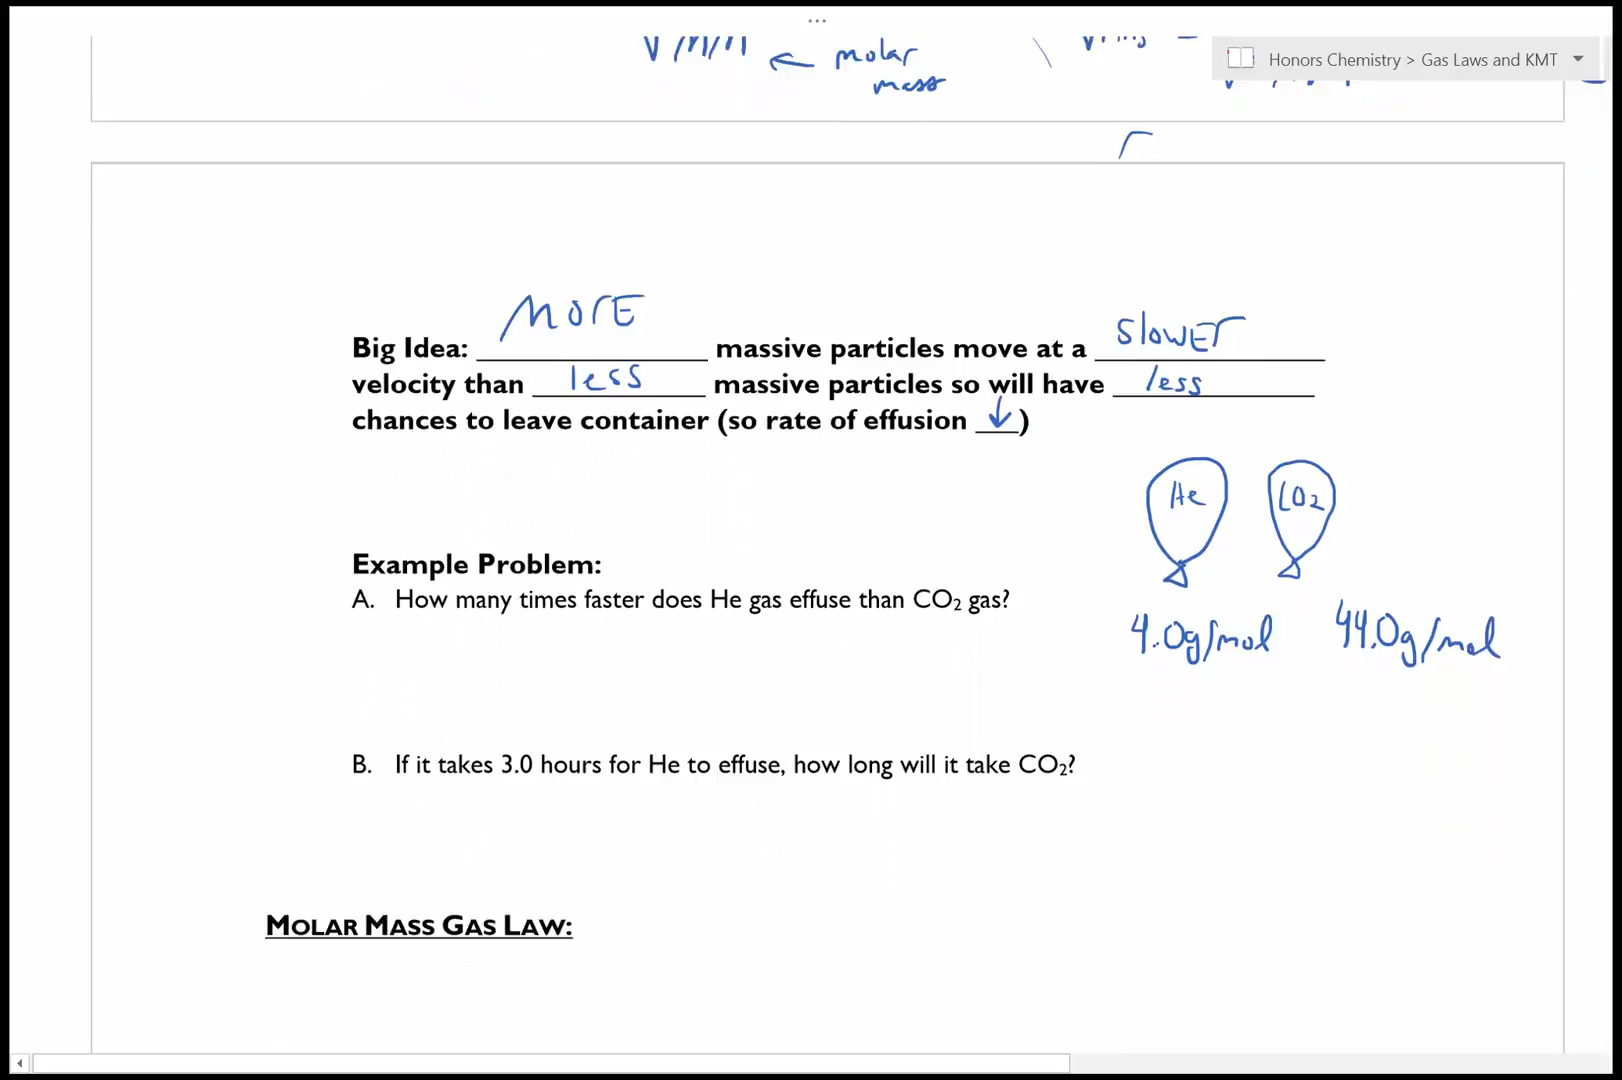 molar
mass
Honors Chemistry > Gas Laws and KMT
Big Idea: MOrE massive particles move at a slowEr
velocity than less massive particles so will have less
chances to leave container (so rate of effusion ↓)
He CO₂
Example Problem:
A. How many times faster does He gas effuse than CO₂ gas?
4.0g/mol 44.0g/mol
B. If it takes 3.0 hours for He to effuse, how long will it take CO₂?
MOLAR MASS GAS LAW: